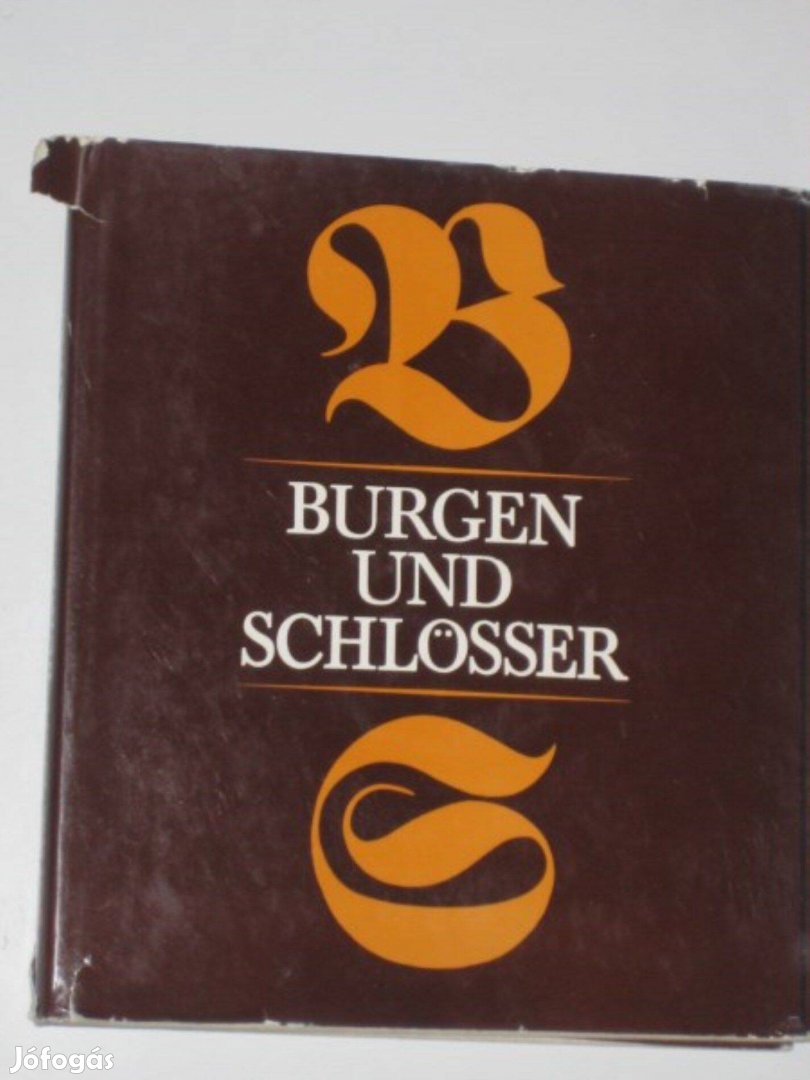 B
BURGEN
UND
SCHLÖSSER
S
Jófogás